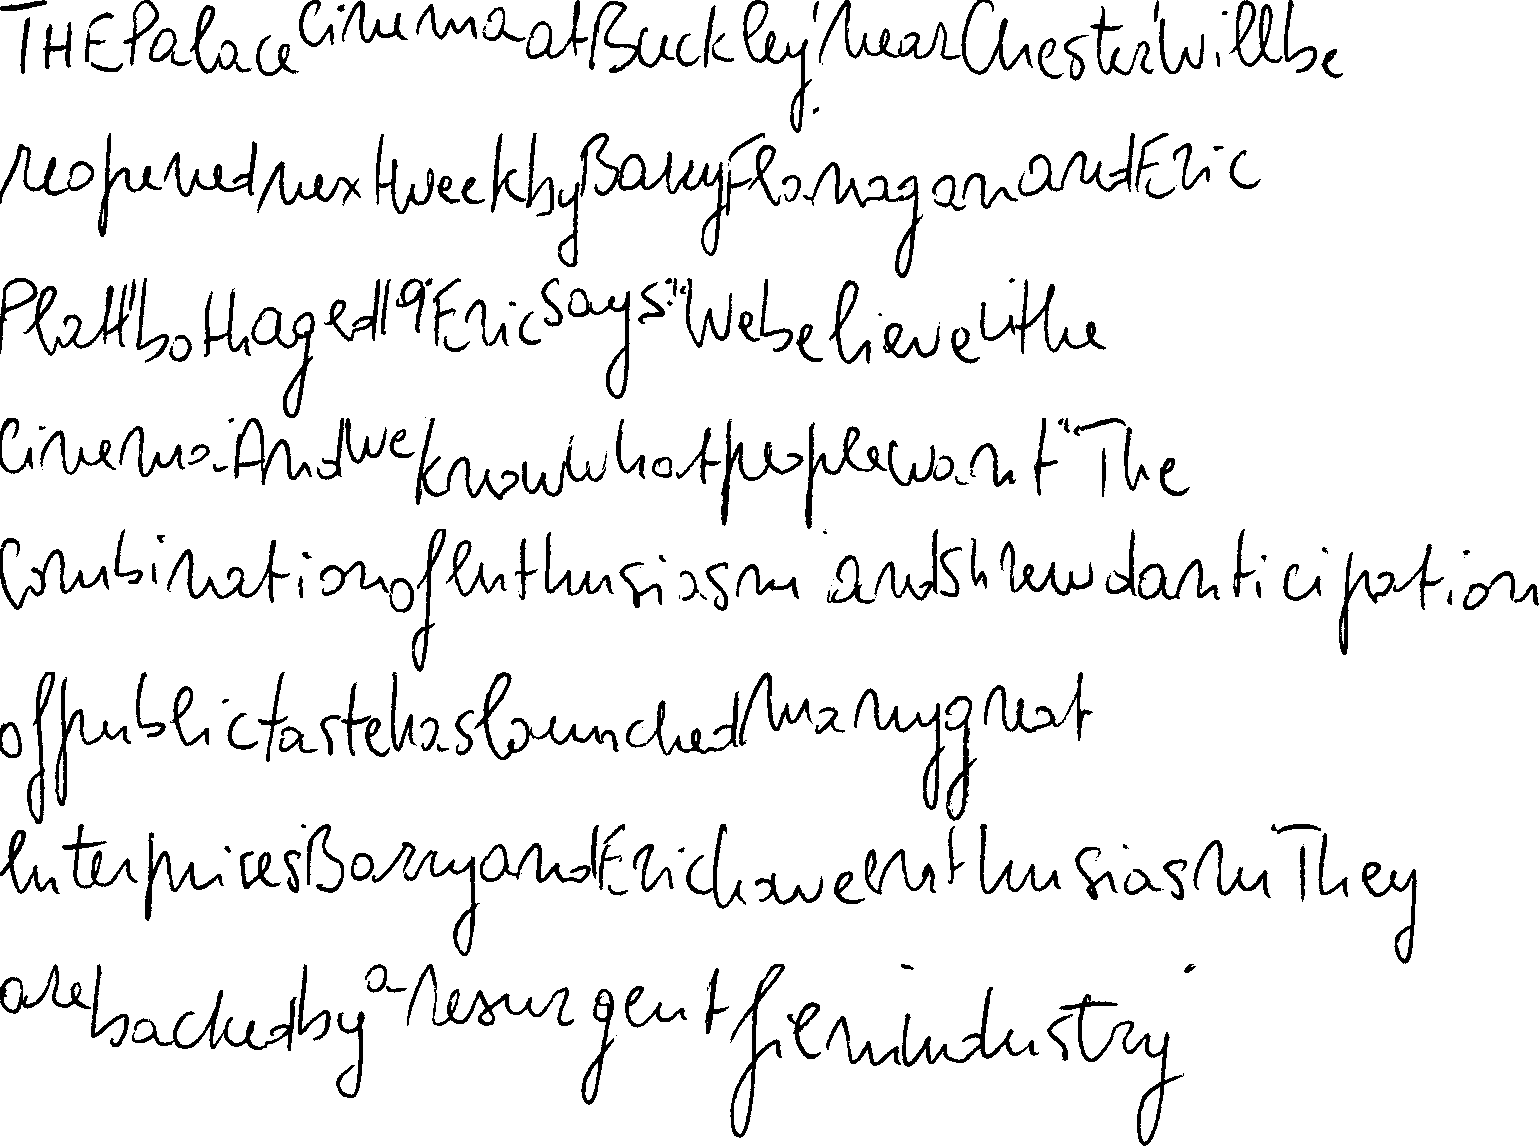 THE Palace cinema at Buckley, near Chester, will be
reopened next week by Barry Flanagan and Eric
Platt, both aged 19. Eric says: "We believe in the
cinema. And we know what people want." The
combination of enthusiasm and shrewd anticipation
of public taste has launched many great
enterprises. Barry and Eric have enthusiasm. They
are backed by a resurgent film industry.